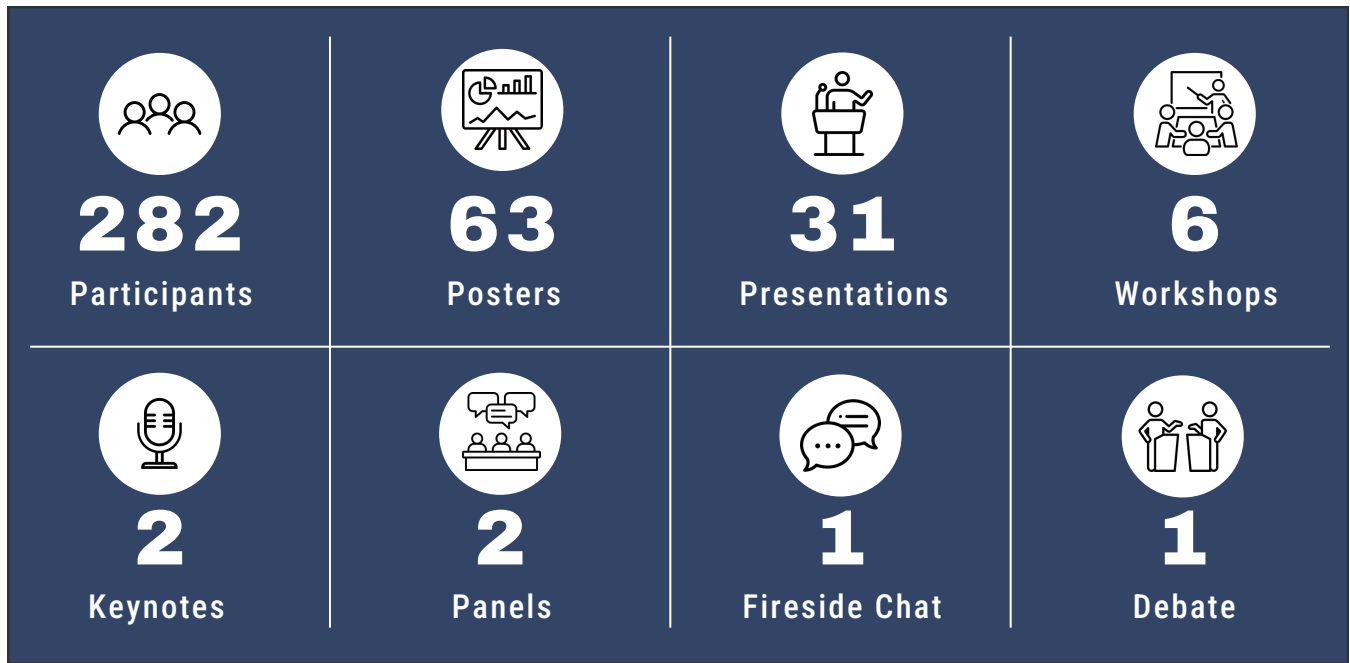 282
Participants
63
Posters
31
Presentations
6
Workshops
2
Keynotes
2
Panels
1
Fireside Chat
1
Debate